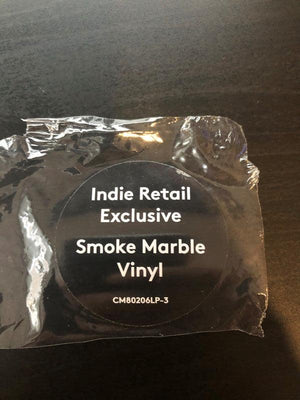 Indie Retail
Exclusive
Smoke Marble
Vinyl
CM80206LP-3